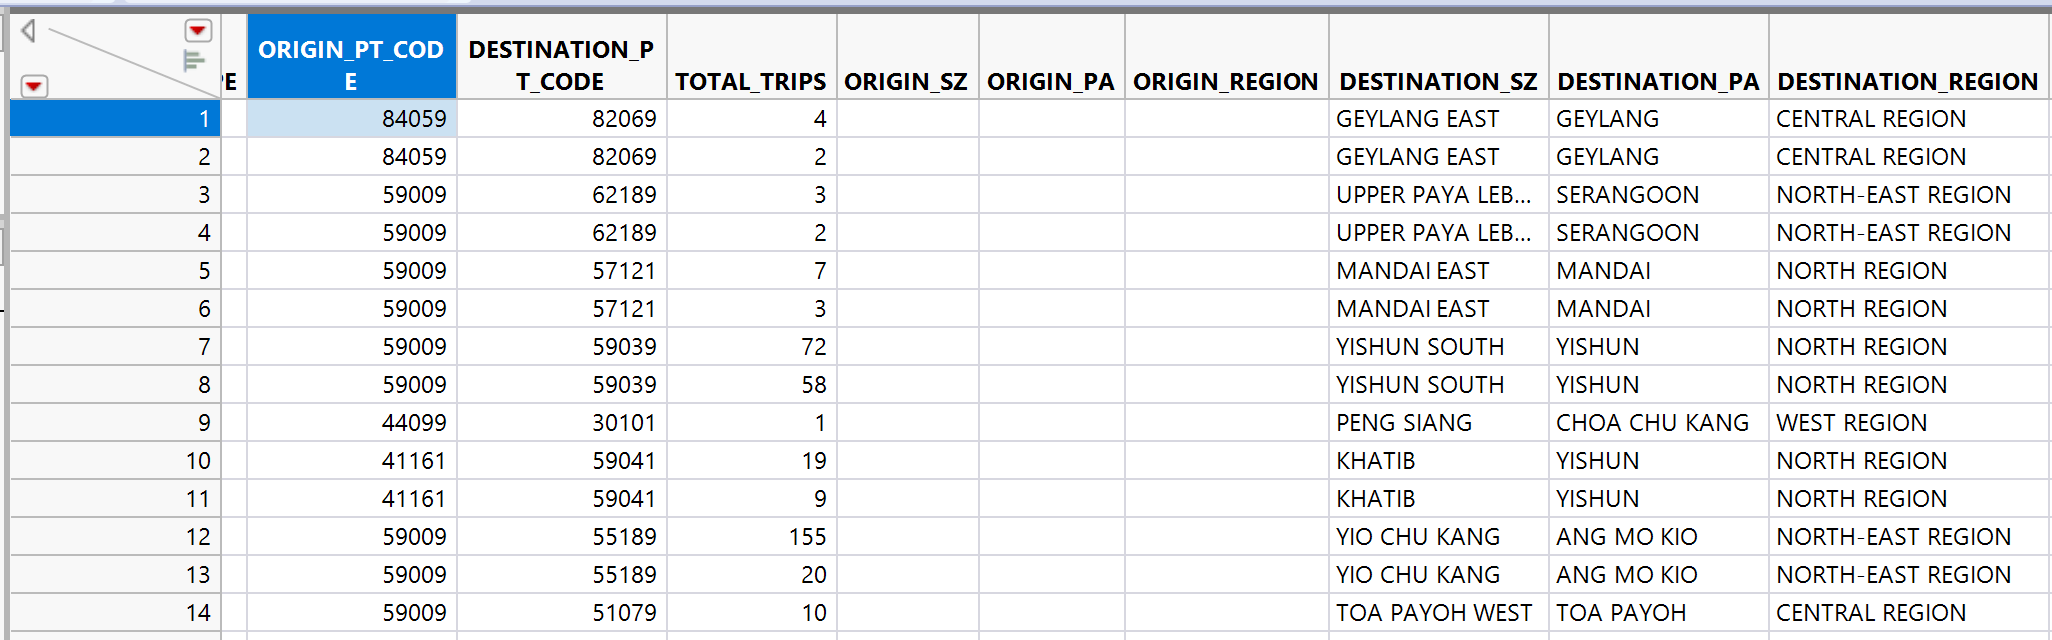 E ORIGIN_PT_CODE DESTINATION_PT_CODE TOTAL_TRIPS ORIGIN_SZ ORIGIN_PA ORIGIN_REGION DESTINATION_SZ DESTINATION_PA DESTINATION_REGION
1 84059 82069 4 GEYLANG EAST GEYLANG CENTRAL REGION
2 84059 82069 2 GEYLANG EAST GEYLANG CENTRAL REGION
3 59009 62189 3 UPPER PAYA LEB... SERANGOON NORTH-EAST REGION
4 59009 62189 2 UPPER PAYA LEB... SERANGOON NORTH-EAST REGION
5 59009 57121 7 MANDAI EAST MANDAI NORTH REGION
6 59009 57121 3 MANDAI EAST MANDAI NORTH REGION
7 59009 59039 72 YISHUN SOUTH YISHUN NORTH REGION
8 59009 59039 58 YISHUN SOUTH YISHUN NORTH REGION
9 44099 30101 1 PENG SIANG CHOA CHU KANG WEST REGION
10 41161 59041 19 KHATIB YISHUN NORTH REGION
11 41161 59041 9 KHATIB YISHUN NORTH REGION
12 59009 55189 155 YIO CHU KANG ANG MO KIO NORTH-EAST REGION
13 59009 55189 20 YIO CHU KANG ANG MO KIO NORTH-EAST REGION
14 59009 51079 10 TOA PAYOH WEST TOA PAYOH CENTRAL REGION